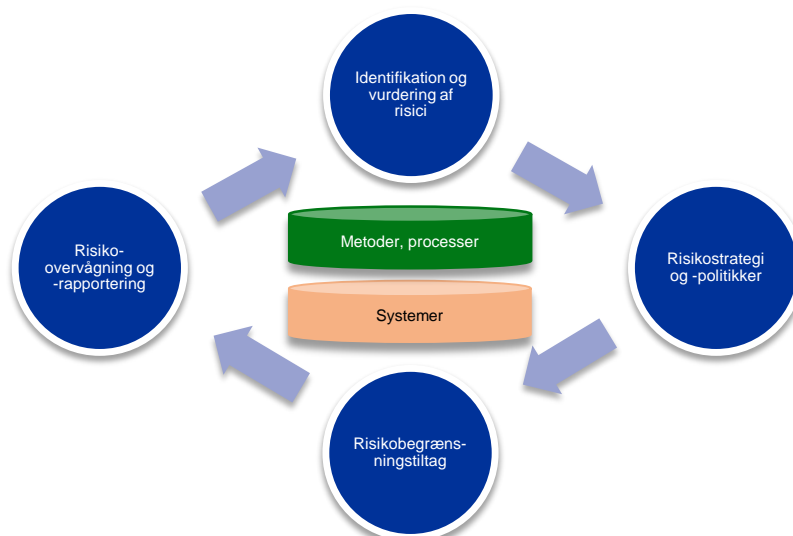 Identifikation og
vurdering af
risici
Metoder, processer
Risiko-
overvågning og
-rapportering
Risikostrategi
og -politikker
Systemer
Risikobegræns-
ningstiltag